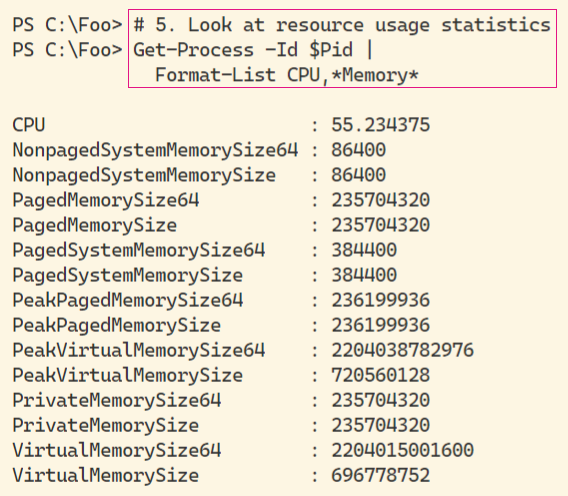 PS C:\Foo> # 5. Look at resource usage statistics
PS C:\Foo> Get-Process -Id $Pid |
Format-List CPU,*Memory*
CPU : 55.234375
NonpagedSystemMemorySize64 : 86400
NonpagedSystemMemorySize : 86400
PagedMemorySize64 : 235704320
PagedMemorySize : 235704320
PagedSystemMemorySize64 : 384400
PagedSystemMemorySize : 384400
PeakPagedMemorySize64 : 236199936
PeakPagedMemorySize : 236199936
PeakVirtualMemorySize64 : 2204038782976
PeakVirtualMemorySize : 720560128
PrivateMemorySize64 : 235704320
PrivateMemorySize : 235704320
VirtualMemorySize64 : 2204015001600
VirtualMemorySize : 696778752